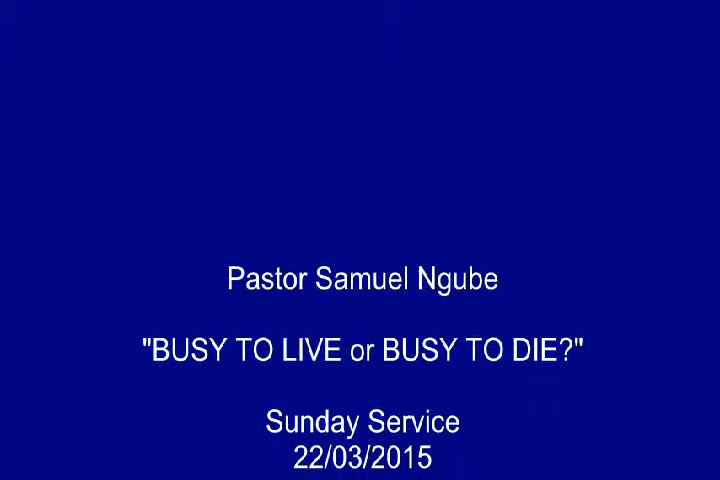 Pastor Samuel Ngube
"BUSY TO LIVE or BUSY TO DIE?"
Sunday Service
22/03/2015